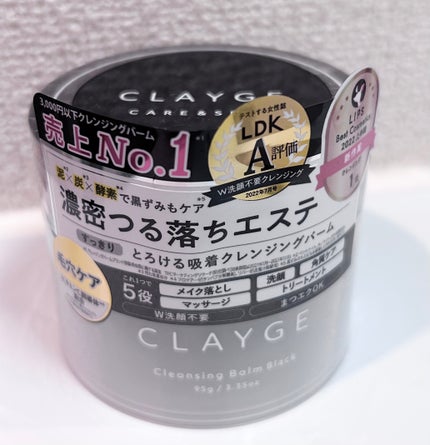 CLAYGE
CARE & S
3,000円以下クレンジングバーム
売上No.1
テストする女性誌
LDK
A評価
W洗顔不要クレンジング
2022年7月号
LIPS
Best Cosmetics
2022上半期
泥×炭×酵素で黒ずみもケア
濃密つる落ちエステ
すっきり
とろける吸着クレンジングバーム
毛穴ケア
これ1つで
5役
メイク落とし
洗顔
角質ケア
マッサージ
トリートメント
W洗顔不要
まつエクOK
CLAYGE
Cleansing Balm Black
95g / 3.35oz